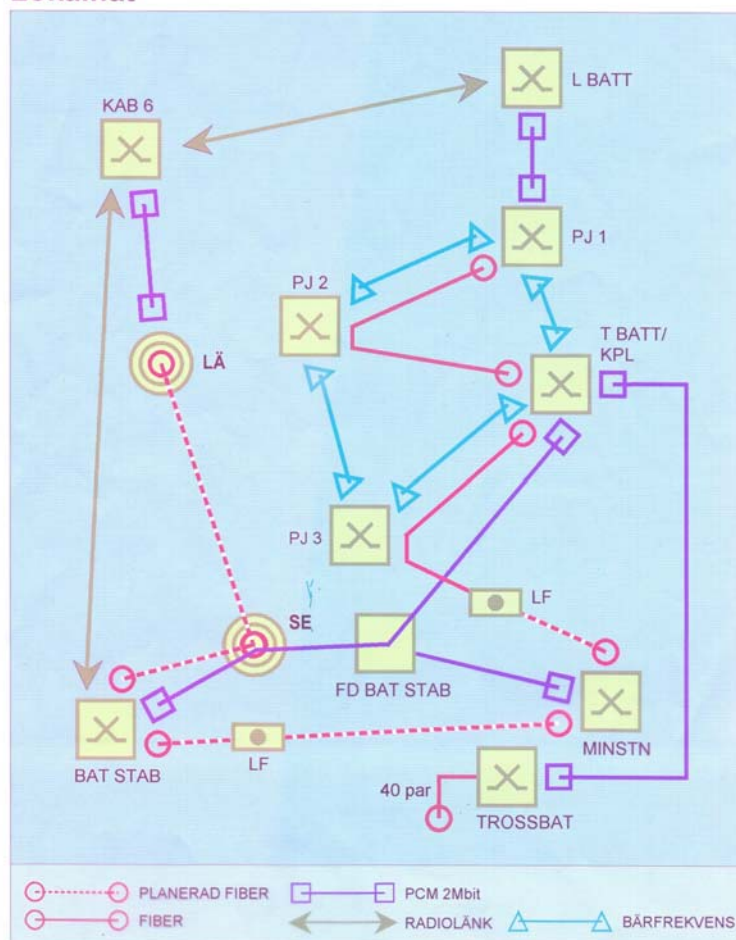 L BATT
KAB 6
PJ 1
PJ 2
T BATT/
KPL
LÄ
PJ 3
LF
SE
FD BAT STAB
MINSTN
BAT STAB
LF
40 par
TROSSBAT
PLANERAD FIBER
PCM 2Mbit
FIBER
RADIOLÄNK
BÄRFREKVENS